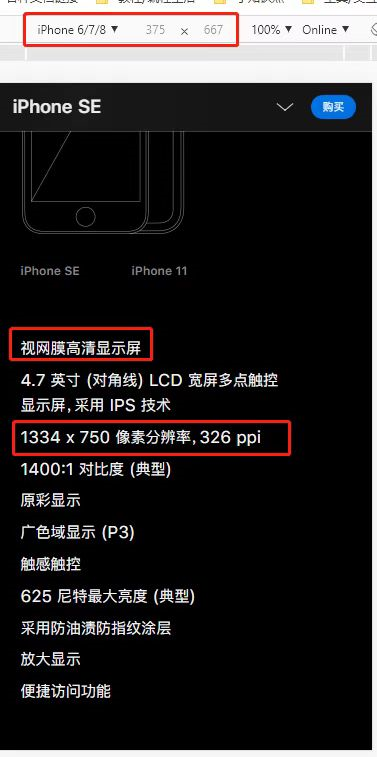 iPhone 6/7/8 ▼ 375 × 667 100% ▼ Online ▼
iPhone SE
购买
iPhone SE iPhone 11
视网膜高清显示屏
4.7 英寸 (对角线) LCD 宽屏多点触控
显示屏, 采用 IPS 技术
1334 x 750 像素分辨率, 326 ppi
1400:1 对比度 (典型)
原彩显示
广色域显示 (P3)
触感触控
625 尼特最大亮度 (典型)
采用防油渍防指纹涂层
放大显示
便捷访问功能